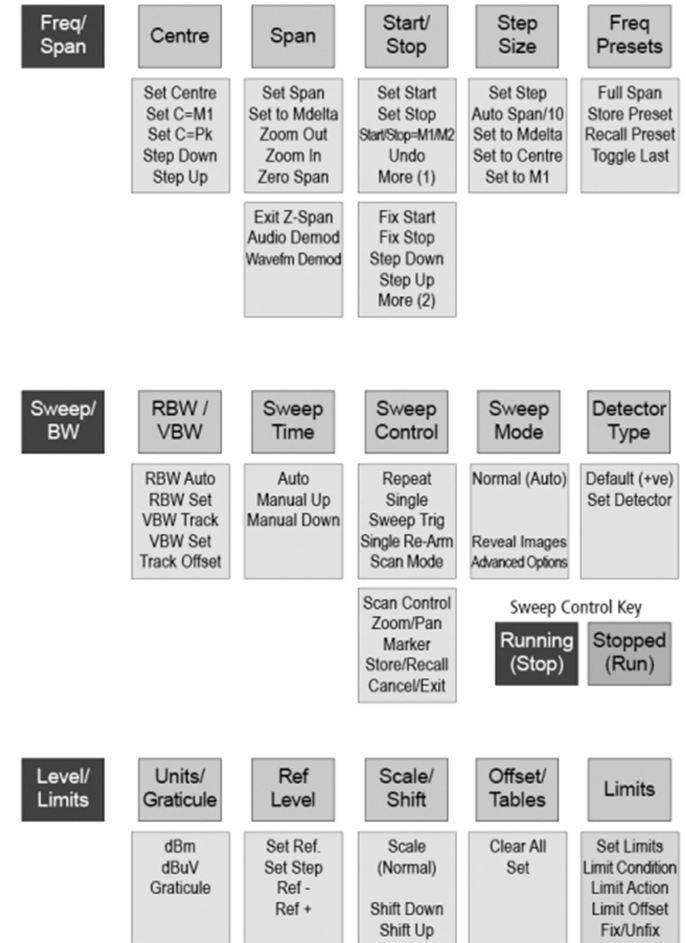 Freq/
Span
Centre
Span
Start/
Stop
Step
Size
Freq
Presets
Set Centre
Set C=M1
Set C=Pk
Step Down
Step Up
Set Span
Set to Mdelta
Zoom Out
Zoom In
Zero Span
Set Start
Set Stop
Start/Stop=M1/M2
Undo
More (1)
Set Step
Auto Span/10
Set to Mdelta
Set to Centre
Set to M1
Full Span
Store Preset
Recall Preset
Toggle Last
Exit Z-Span
Audio Demod
Wavefm Demod
Fix Start
Fix Stop
Step Down
Step Up
More (2)
Sweep/
BW
RBW /
VBW
Sweep
Time
Sweep
Control
Sweep
Mode
Detector
Type
RBW Auto
RBW Set
VBW Track
VBW Set
Track Offset
Auto
Manual Up
Manual Down
Repeat
Single
Sweep Trig
Single Re-Arm
Scan Mode
Normal (Auto)
Reveal Images
Advanced Options
Default (+ve)
Set Detector
Scan Control
Zoom/Pan
Marker
Store/Recall
Cancel/Exit
Sweep Control Key
Running
(Stop)
Stopped
(Run)
Level/
Limits
Units/
Graticule
Ref
Level
Scale/
Shift
Offset/
Tables
Limits
dBm
dBuV
Graticule
Set Ref.
Set Step
Ref -
Ref +
Scale
(Normal)
Shift Down
Shift Up
Clear All
Set
Set Limits
Limit Condition
Limit Action
Limit Offset
Fix/Unfix